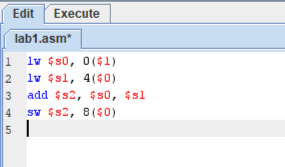 Edit Execute
lab1.asm*
1 lw $s0, 0($1)
2 lw $s1, 4($0)
3 add $s2, $s0, $s1
4 sw $s2, 8($0)
5